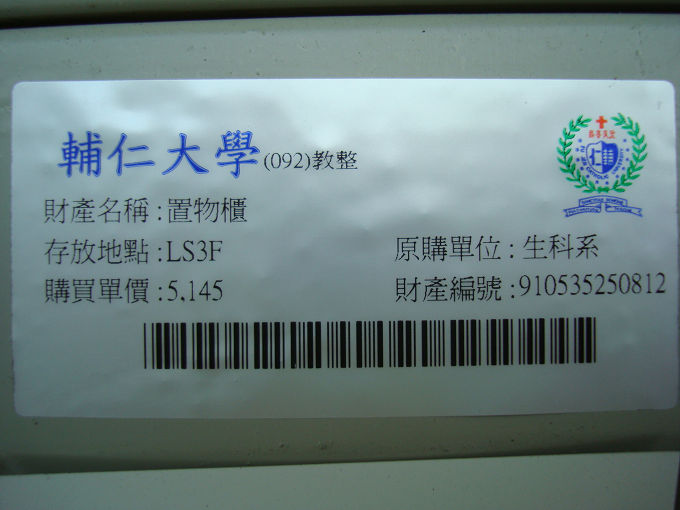 輔仁大學(092)教整
財產名稱:置物櫃
存放地點:LS3F
原購單位:生科系
購買單價:5,145
財產編號:910535250812